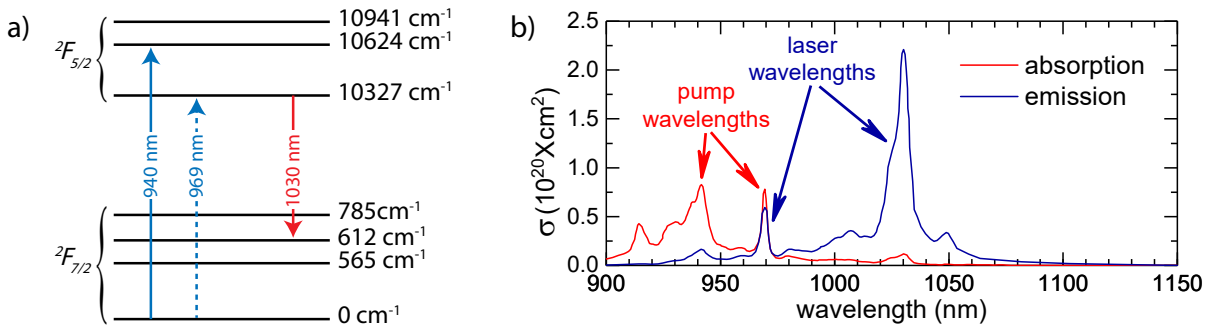 a)
²F₅/₂
10941 cm⁻¹
10624 cm⁻¹
10327 cm⁻¹
940 nm
969 nm
1030 nm
²F₇/₂
785cm⁻¹
612 cm⁻¹
565 cm⁻¹
0 cm⁻¹
b)
σ (10²⁰Xcm²)
2.5
2.0
1.5
1.0
0.5
0.0
laser
wavelengths
pump
wavelengths
absorption
emission
900
950
1000
1050
1100
1150
wavelength (nm)